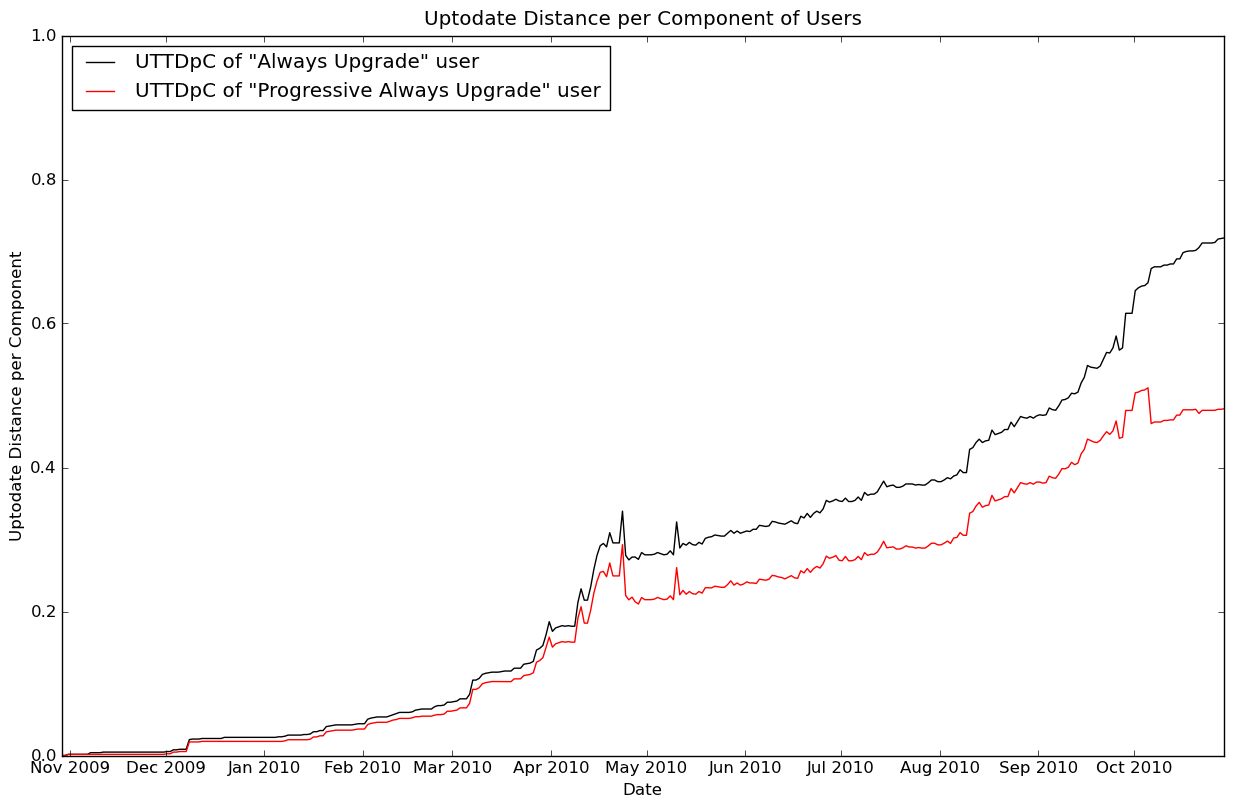 Uptodate Distance per Component of Users
UTTDpC of "Always Upgrade" user
UTTDpC of "Progressive Always Upgrade" user
Uptodate Distance per Component
1.0
0.8
0.6
0.4
0.2
0.0
Nov 2009 Dec 2009 Jan 2010 Feb 2010 Mar 2010 Apr 2010 May 2010 Jun 2010 Jul 2010 Aug 2010 Sep 2010 Oct 2010
Date